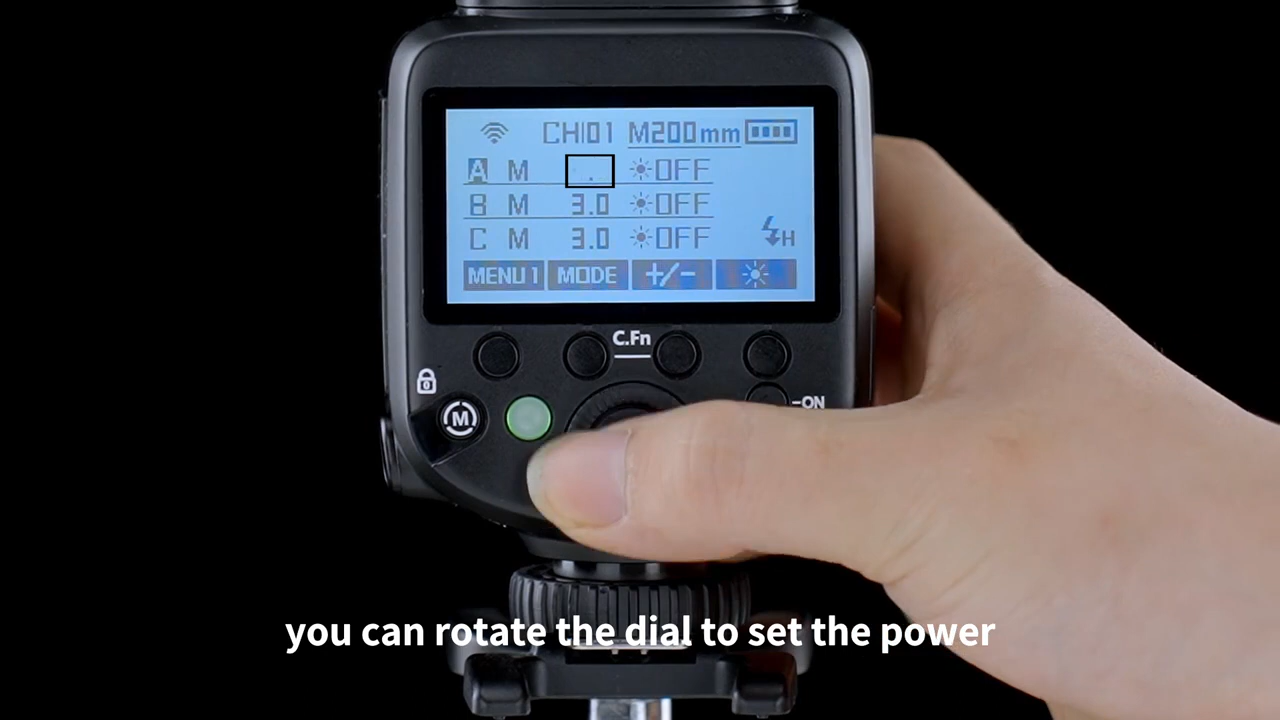 CH01 M200mm
A M . OFF
B M 3.0 OFF
C M 3.0 OFF
H
MENU 1 MODE +/-
C.Fn
M
-ON
you can rotate the dial to set the power